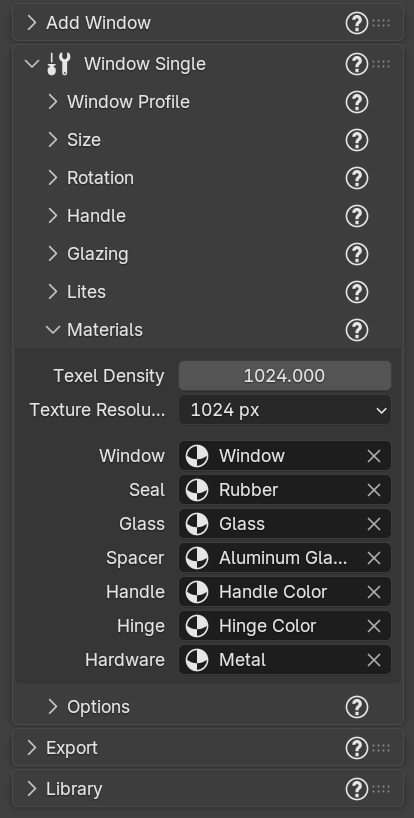 Add Window
Window Single
Window Profile
Size
Rotation
Handle
Glazing
Lites
Materials
Texel Density 1024.000
Texture Resolu... 1024 px
Window Window
Seal Rubber
Glass Glass
Spacer Aluminum Gla...
Handle Handle Color
Hinge Hinge Color
Hardware Metal
Options
Export
Library